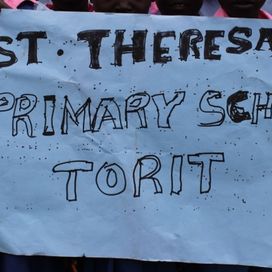 ST. THERESA
PRIMARY SCH
TORIT